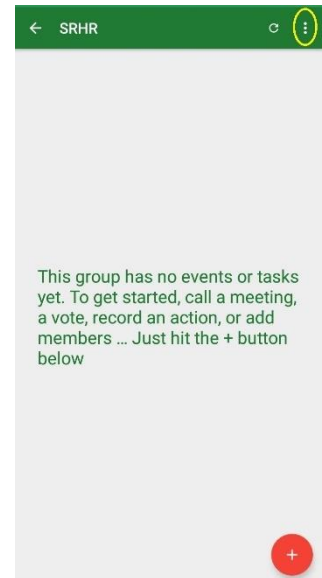 SRHR
This group has no events or tasks
yet. To get started, call a meeting,
a vote, record an action, or add
members ... Just hit the + button
below
+